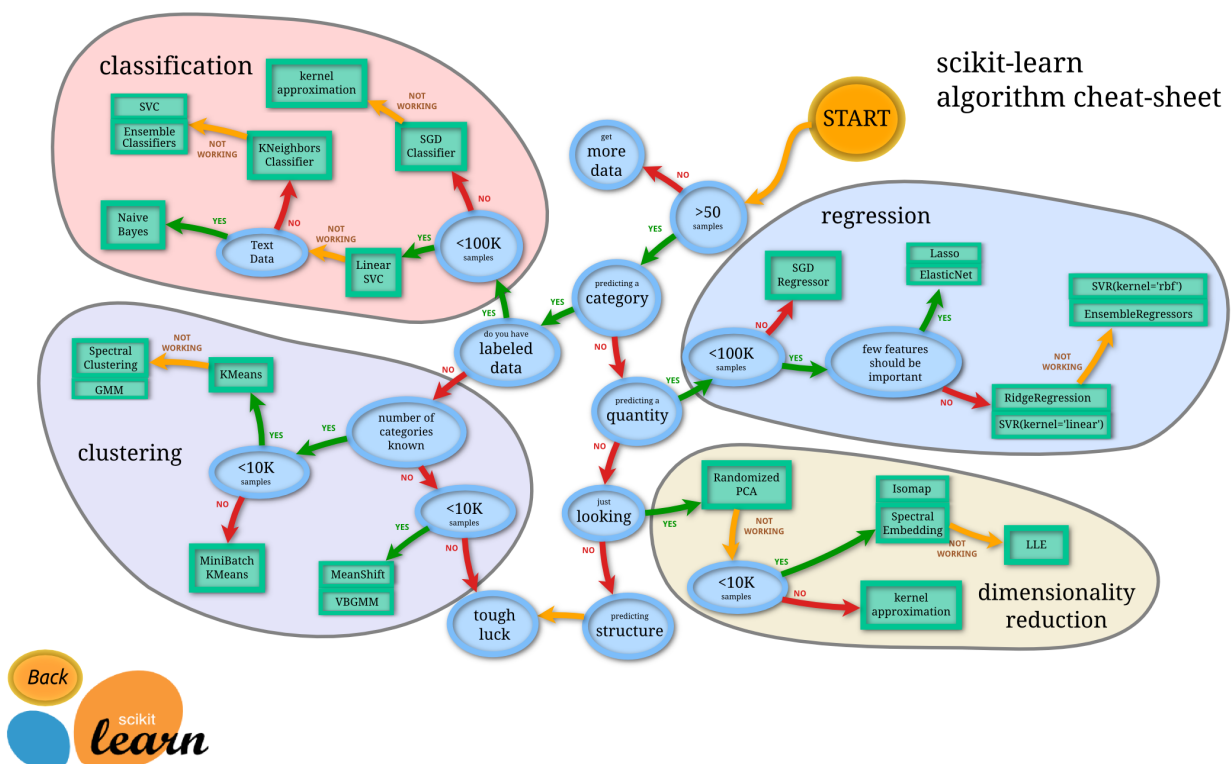 scikit-learn
algorithm cheat-sheet
START
get
more
data
NO
>50
samples
YES
predicting a
category
YES
NO
do you have
labeled
data
YES
NO
predicting a
quantity
YES
NO
just
looking
YES
NO
predicting
structure
tough
luck
classification
kernel
approximation
NOT
WORKING
SGD
Classifier
NO
<100K
samples
YES
Linear
SVC
NOT
WORKING
Text
Data
YES
Naive
Bayes
NO
KNeighbors
Classifier
NOT
WORKING
SVC
Ensemble
Classifiers
clustering
number of
categories
known
YES
NO
<10K
samples
YES
KMeans
NOT
WORKING
Spectral
Clustering
GMM
NO
MiniBatch
KMeans
<10K
samples
YES
MeanShift
VBGMM
NO
regression
<100K
samples
NO
SGD
Regressor
YES
few features
should be
important
YES
Lasso
ElasticNet
NO
RidgeRegression
SVR(kernel='linear')
NOT
WORKING
SVR(kernel='rbf')
EnsembleRegressors
dimensionality
reduction
Randomized
PCA
NOT
WORKING
<10K
samples
YES
Isomap
Spectral
Embedding
NOT
WORKING
LLE
NO
kernel
approximation
Back
scikit
learn